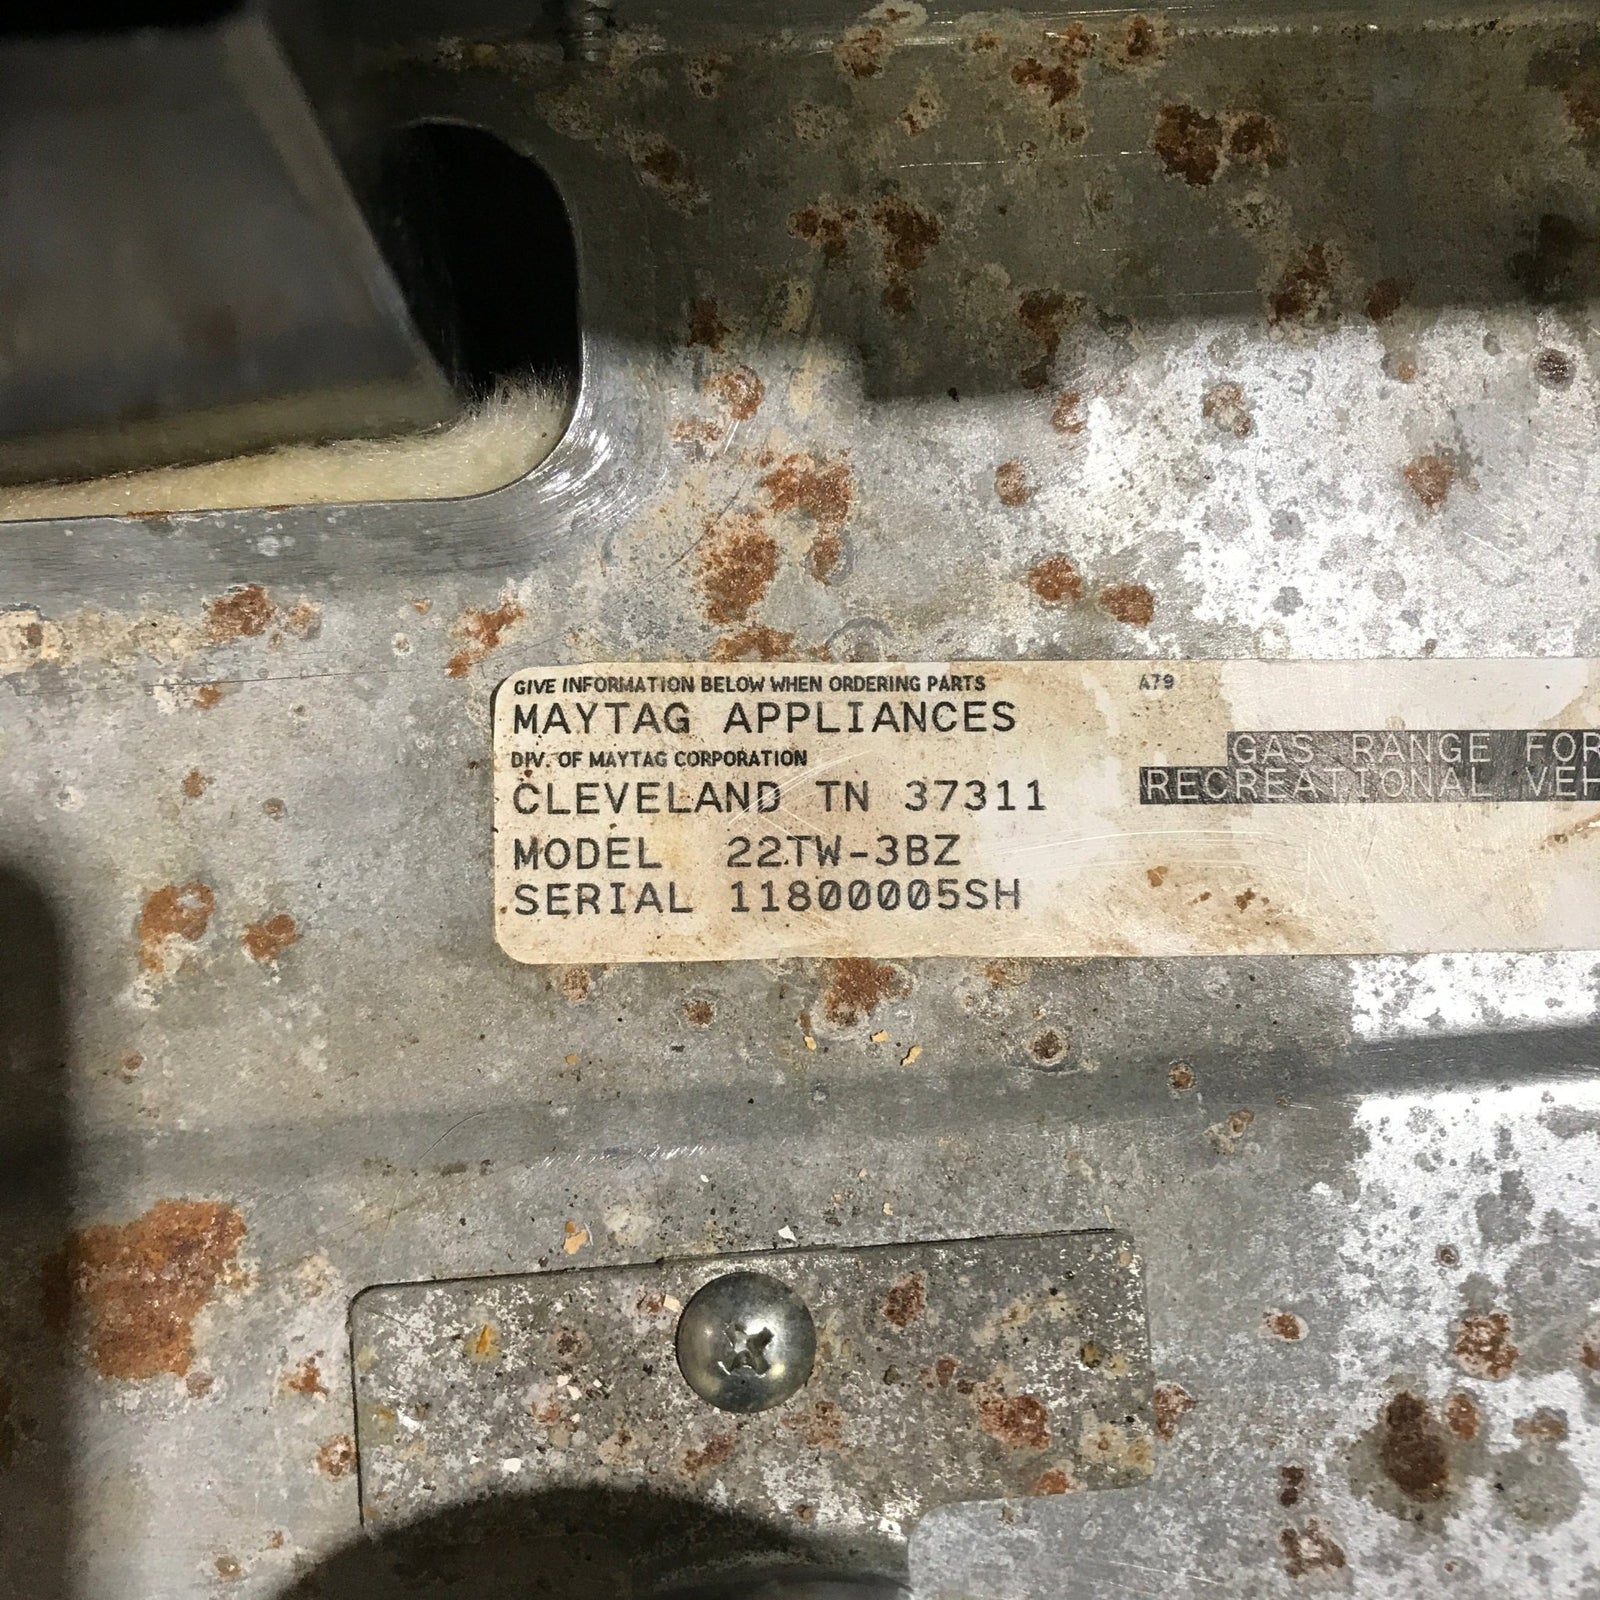 GIVE INFORMATION BELOW WHEN ORDERING PARTS
A79
MAYTAG APPLIANCES
DIV. OF MAYTAG CORPORATION
CLEVELAND TN 37311
MODEL 22TW-3BZ
SERIAL 11800005SH
GAS RANGE FOR
RECREATIONAL VEH